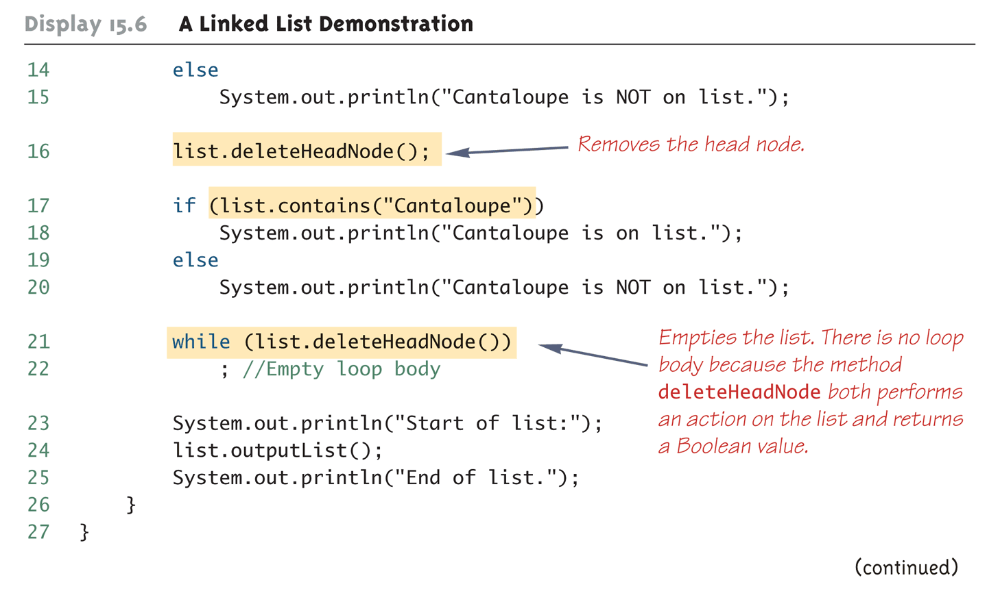 Display 15.6 A Linked List Demonstration
14 else
15 System.out.println("Cantaloupe is NOT on list.");
16 list.deleteHeadNode(); Removes the head node.
17 if (list.contains("Cantaloupe"))
18 System.out.println("Cantaloupe is on list.");
19 else
20 System.out.println("Cantaloupe is NOT on list.");
21 while (list.deleteHeadNode())
22 ; //Empty loop body
Empties the list. There is no loop
body because the method
deleteHeadNode both performs
an action on the list and returns
a Boolean value.
23 System.out.println("Start of list:");
24 list.outputList();
25 System.out.println("End of list.");
26 }
27 }
(continued)